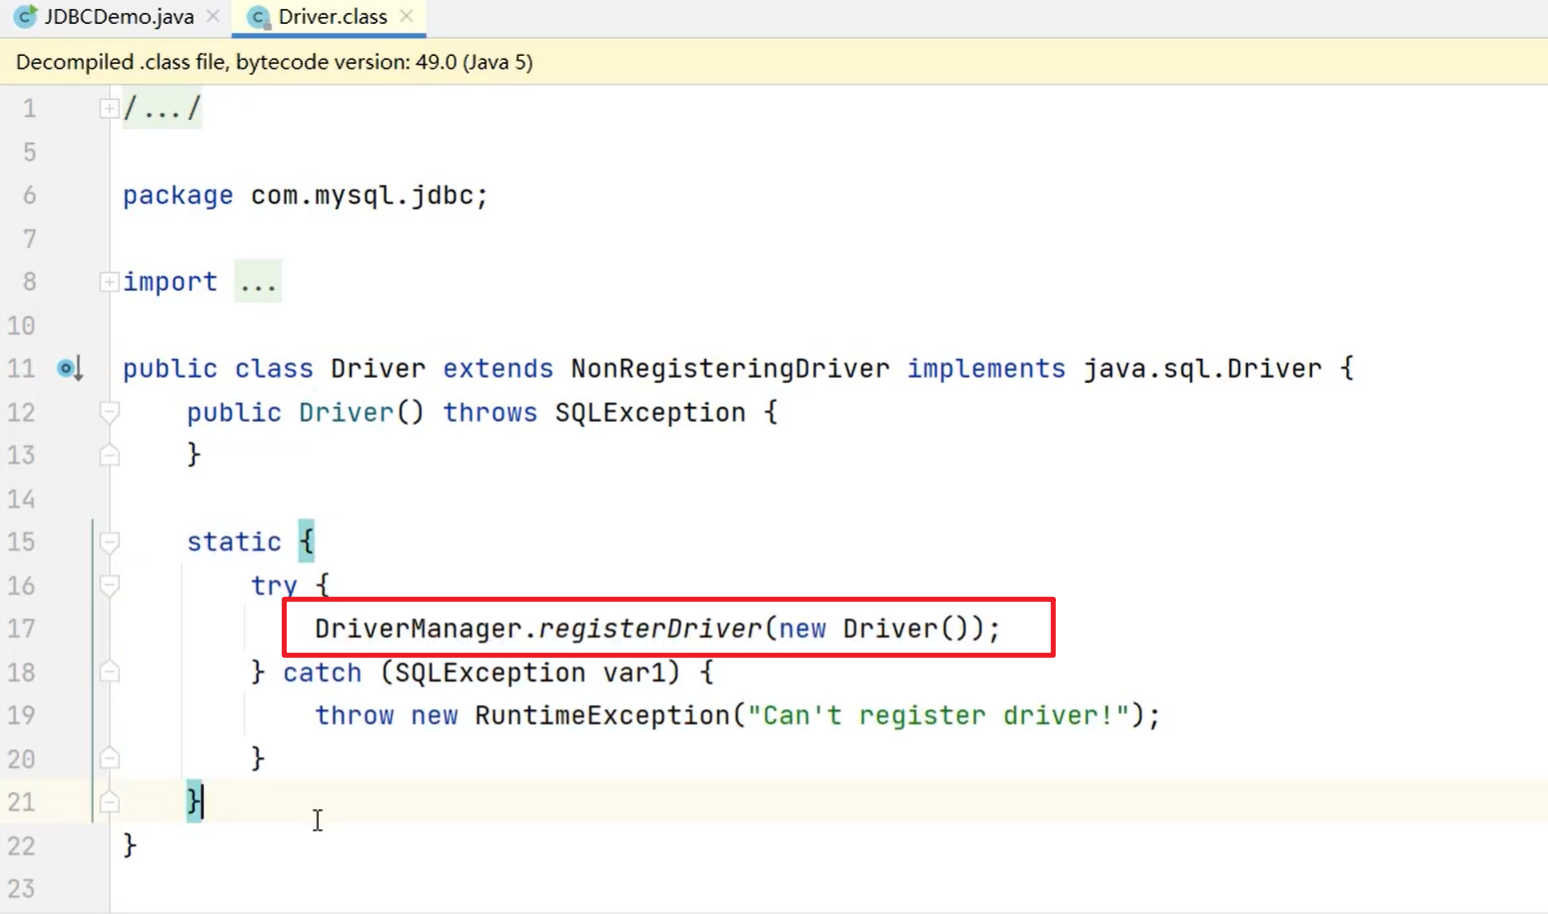 JDBCDemo.java Driver.class
Decompiled .class file, bytecode version: 49.0 (Java 5)
1 /.../
5
6 package com.mysql.jdbc;
7
8 import ...
10
11 public class Driver extends NonRegisteringDriver implements java.sql.Driver {
12 public Driver() throws SQLException {
13 }
14
15 static {
16 try {
17 DriverManager.registerDriver(new Driver());
18 } catch (SQLException var1) {
19 throw new RuntimeException("Can't register driver!");
20 }
21 }
22 }
23